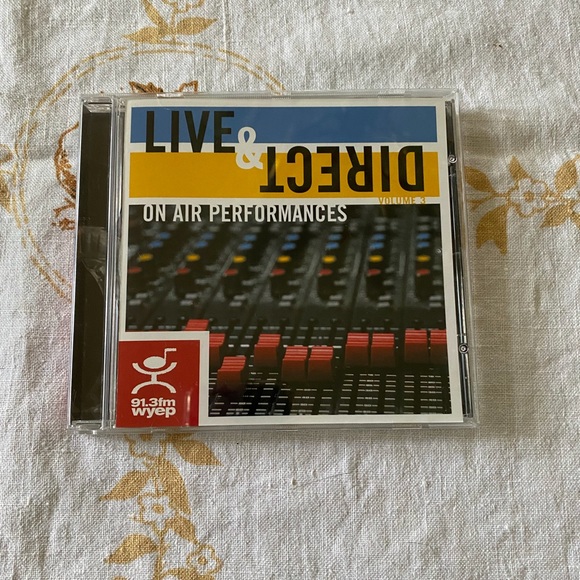 LIVE
&
DIRECT
VOLUME 3
ON AIR PERFORMANCES
91.3fm
wyep